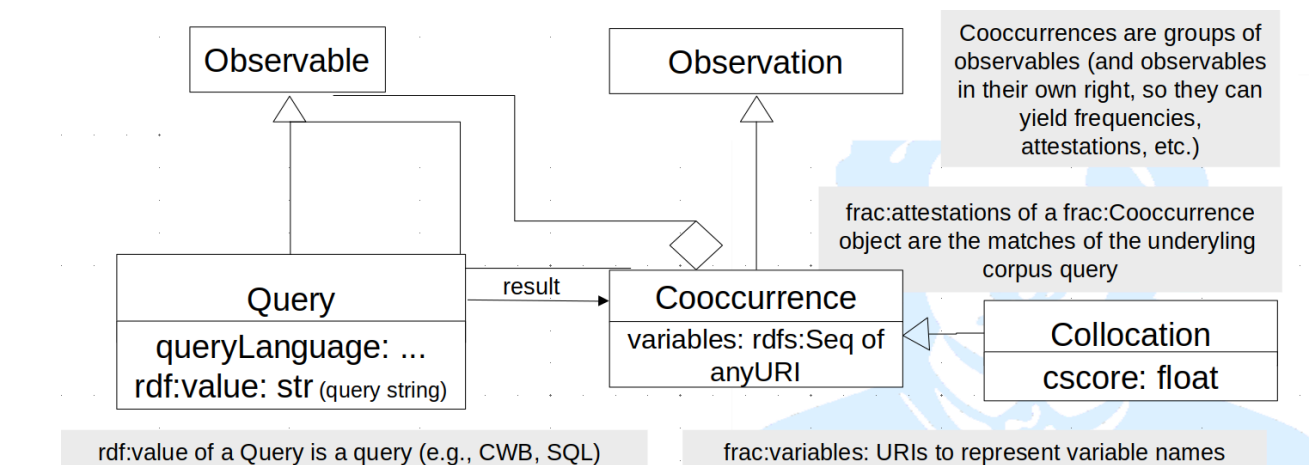 Observable
Observation
Cooccurrences are groups of
observables (and observables
in their own right, so they can
yield frequencies,
attestations, etc.)
frac:attestations of a frac:Cooccurrence
object are the matches of the underyling
corpus query
Query
queryLanguage: ...
rdf:value: str (query string)
result
Cooccurrence
variables: rdfs:Seq of
anyURI
Collocation
cscore: float
rdf:value of a Query is a query (e.g., CWB, SQL)
frac:variables: URIs to represent variable names